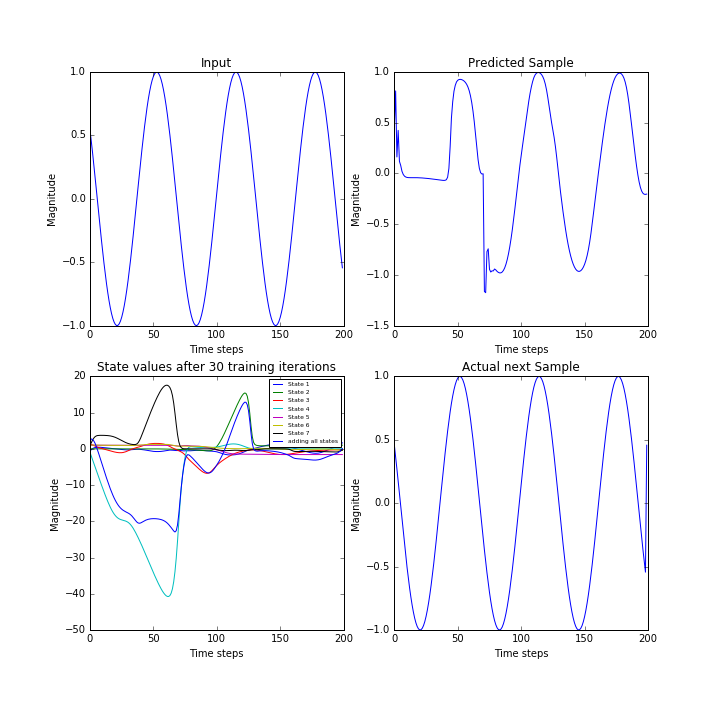 Input
1.0
0.5
0.0
−0.5
−1.0
Magnitude
0
50
100
150
200
Time steps
Predicted Sample
1.0
0.5
0.0
−0.5
−1.0
−1.5
Magnitude
0
50
100
150
200
Time steps
State values after 30 training iterations
20
10
0
−10
−20
−30
−40
−50
Magnitude
State 1
State 2
State 3
State 4
State 5
State 6
State 7
adding all states
0
50
100
150
200
Time steps
Actual next Sample
1.0
0.5
0.0
−0.5
−1.0
Magnitude
0
50
100
150
200
Time steps